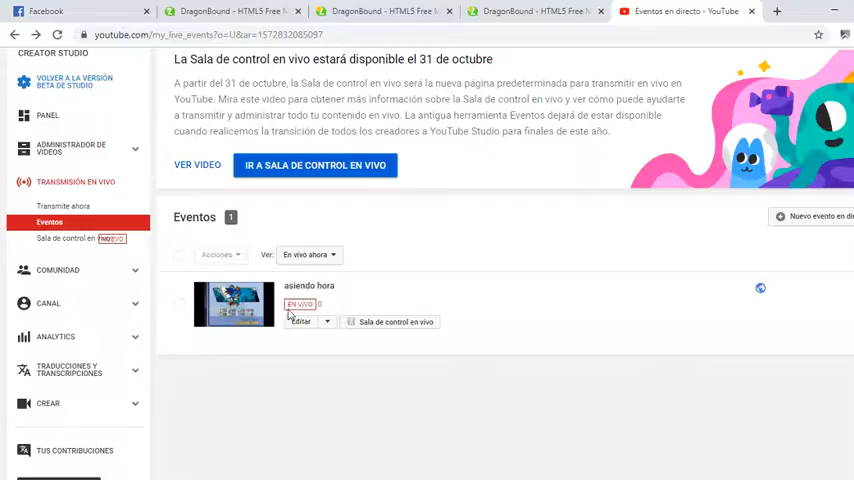 Facebook
DragonBound - HTML5 Free M
DragonBound - HTML5 Free M
DragonBound - HTML5 Free M
Eventos en directo - YouTube
youtube.com/my_live_events?o=U&ar=1572832085097
CREATOR STUDIO
VOLVER A LA VERSIÓN
BETA DE STUDIO
PANEL
ADMINISTRADOR DE
VIDEOS
TRANSMISIÓN EN VIVO
Transmite ahora
Eventos
Sala de control en
NUEVO
COMUNIDAD
CANAL
ANALYTICS
TRADUCCIONES Y
TRANSCRIPCIONES
CREAR
TUS CONTRIBUCIONES
La Sala de control en vivo estará disponible el 31 de octubre
A partir del 31 de octubre, la Sala de control en vivo será la nueva página predeterminada para transmitir en vivo en
YouTube. Mira este video para obtener más información sobre la Sala de control en vivo y ver cómo puede ayudarte
a transmitir y administrar todo tu contenido en vivo. La antigua herramienta Eventos dejará de estar disponible
cuando realicemos la transición de todos los creadores a YouTube Studio para finales de este año.
VER VIDEO
IR A SALA DE CONTROL EN VIVO
Eventos 1
Nuevo evento en di
Acciones
Ver:
En vivo ahora
asiendo hora
EN VIVO 0
Editar
Sala de control en vivo